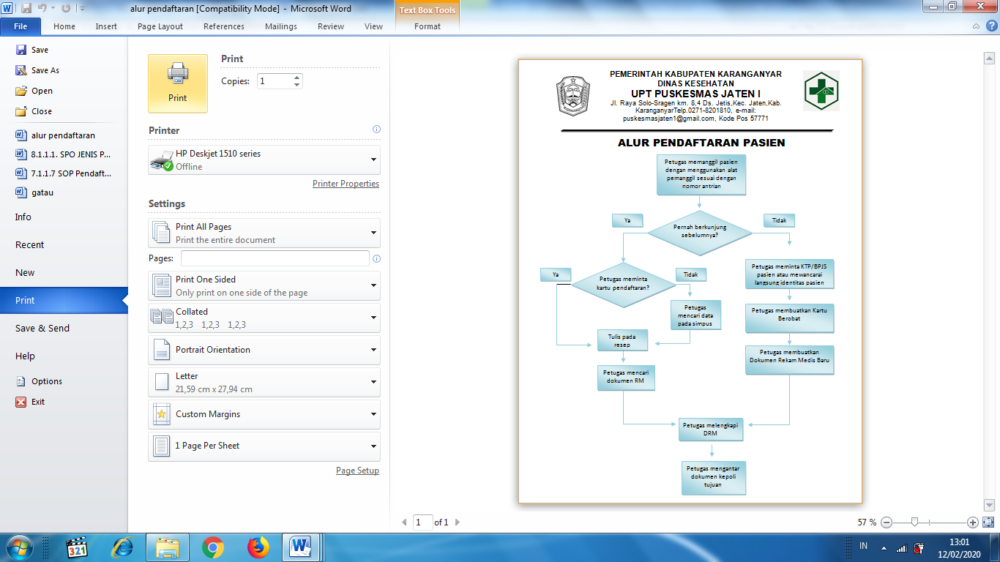 alur pendaftaran [Compatibility Mode] - Microsoft Word
Text Box Tools
File
Home
Insert
Page Layout
References
Mailings
Review
View
Format
Save
Save As
Open
Close
alur pendaftaran
8.1.1.1. SPO JENIS P...
7.1.1.7 SOP Pendaft...
gatau
Info
Recent
New
Print
Save & Send
Help
Options
Exit
Print
Print
Copies: 1
Printer
HP Deskjet 1510 series
Offline
Printer Properties
Settings
Print All Pages
Print the entire document
Pages:
Print One Sided
Only print on one side of the page
Collated
1,2,3 1,2,3 1,2,3
Portrait Orientation
Letter
21,59 cm x 27,94 cm
Custom Margins
1 Page Per Sheet
Page Setup
PEMERINTAH KABUPATEN KARANGANYAR
DINAS KESEHATAN
UPT PUSKESMAS JATEN I
Jl. Raya Solo-Sragen km. 8,4 Ds. Jetis,Kec. Jaten,Kab.
KaranganyarTelp.0271-8201810, e-mail:
puskesmasjaten1@gmail.com, Kode Pos 57771
ALUR PENDAFTARAN PASIEN
Petugas memanggil pasien
dengan menggunakan alat
pemanggil sesuai dengan
nomor antrian
Ya
Pernah berkunjung
sebelumnya?
Tidak
Ya
Petugas meminta
kartu pendaftaran?
Tidak
Petugas meminta KTP/BPJS
pasien atau mewancarai
langsung identitas pasien
Petugas
mencari data
pada simpus
Petugas membuatkan Kartu
Berobat
Tulis pada
resep
Petugas membuatkan
Dokumen Rekam Medis Baru
Petugas mencari
dokumen RM
Petugas melengkapi
DRM
Petugas mengantar
dokumen kepoli
tujuan
1 of 1
57 %
321
IN
13:01
12/02/2020